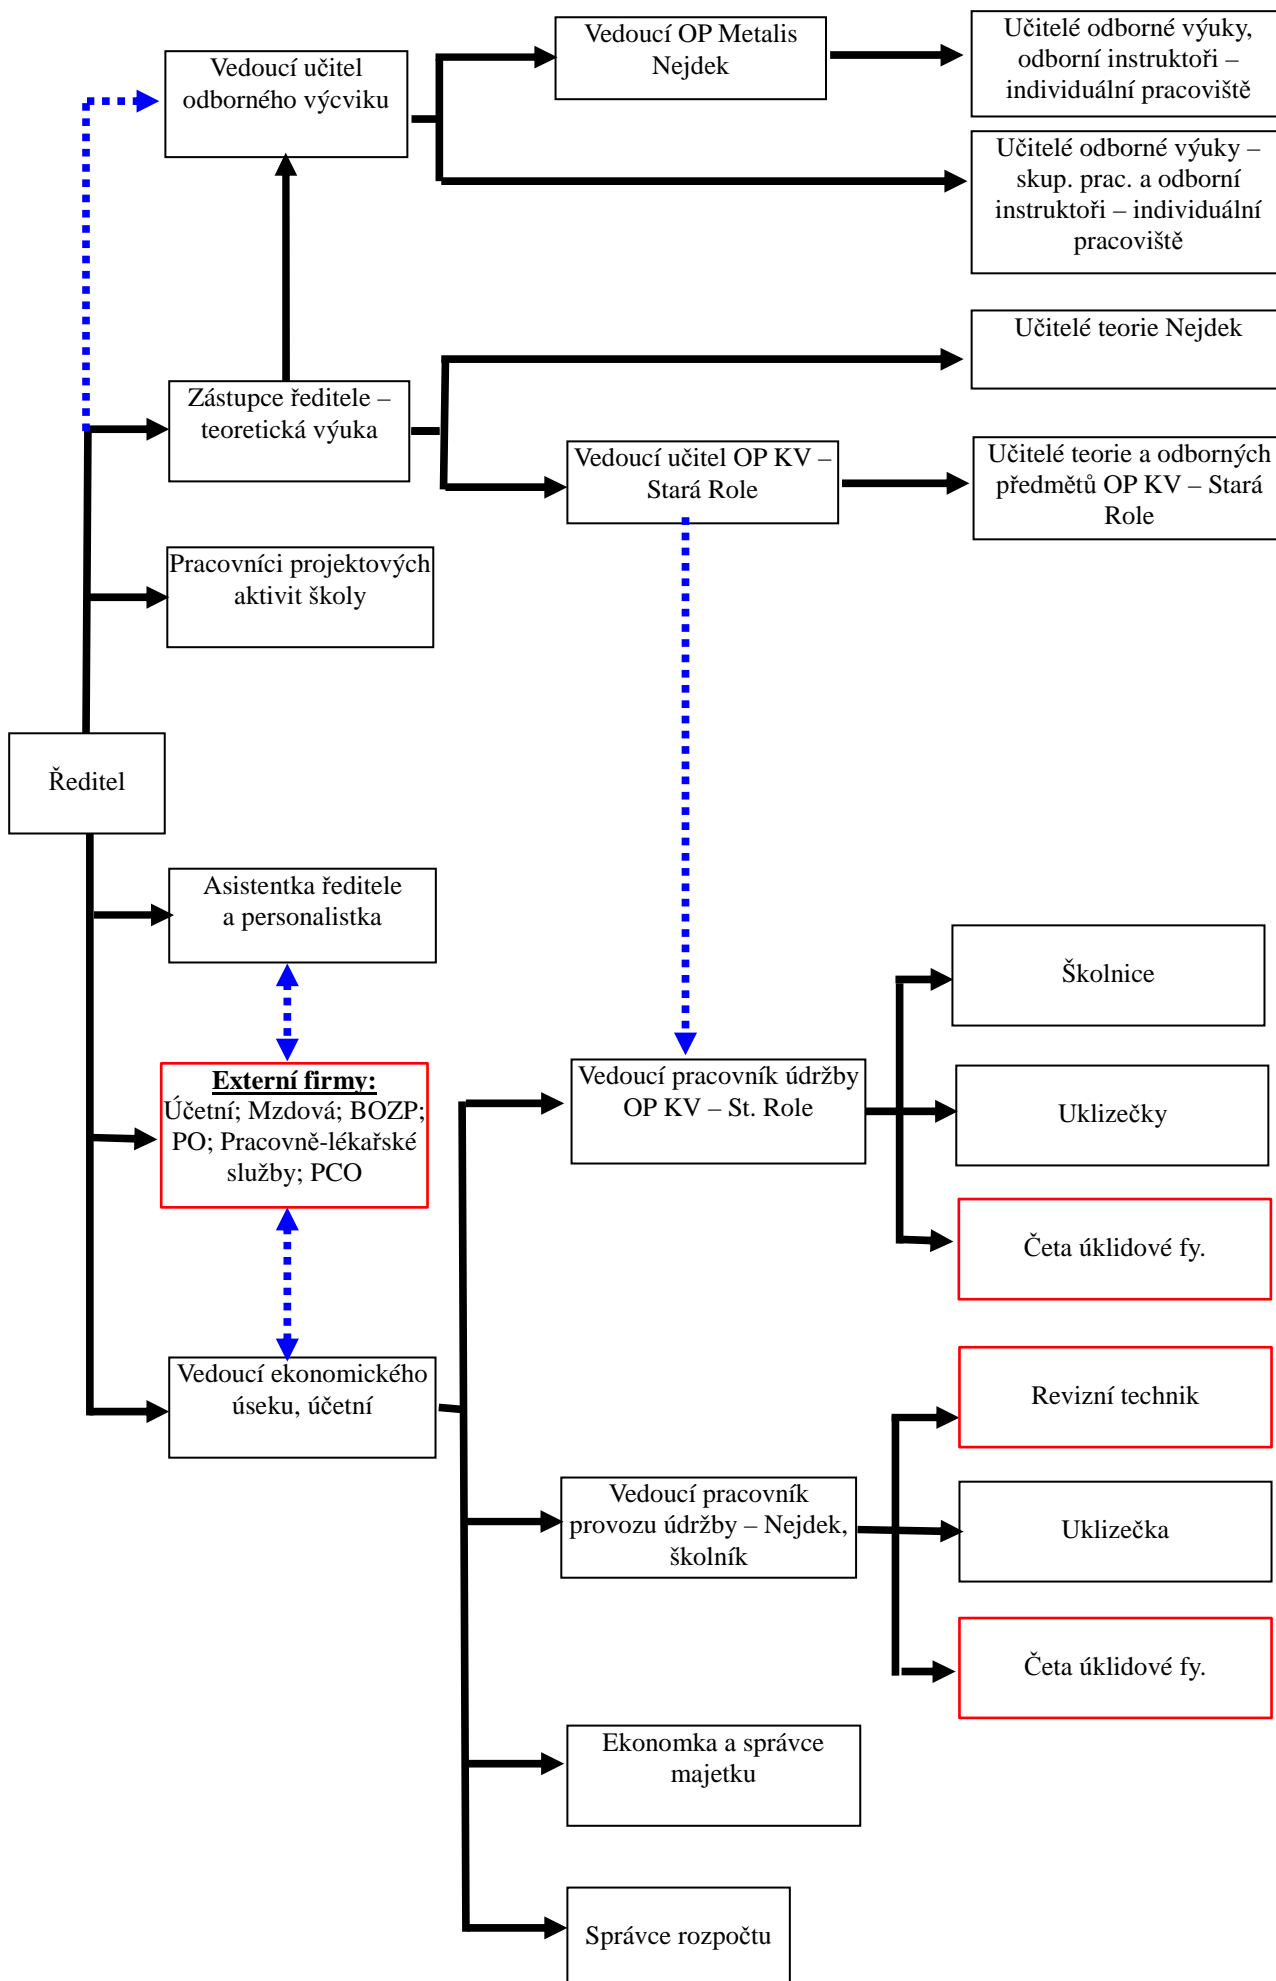 Vedoucí učitel
odborného výcviku
Vedoucí OP Metalis
Nejdek
Učitelé odborné výuky,
odborní instruktoři –
individuální pracoviště
Učitelé odborné výuky –
skup. prac. a odborní
instruktoři – individuální
pracoviště
Učitelé teorie Nejdek
Zástupce ředitele –
teoretická výuka
Vedoucí učitel OP KV –
Stará Role
Učitelé teorie a odborných
předmětů OP KV – Stará
Role
Pracovníci projektových
aktivit školy
Ředitel
Asistentka ředitele
a personalistka
Externí firmy:
Účetní; Mzdová; BOZP;
PO; Pracovně-lékařské
služby; PCO
Vedoucí pracovník údržby
OP KV – St. Role
Školnice
Uklizečky
Četa úklidové fy.
Vedoucí ekonomického
úseku, účetní
Revizní technik
Vedoucí pracovník
provozu údržby – Nejdek,
školník
Uklizečka
Četa úklidové fy.
Ekonomka a správce
majetku
Správce rozpočtu